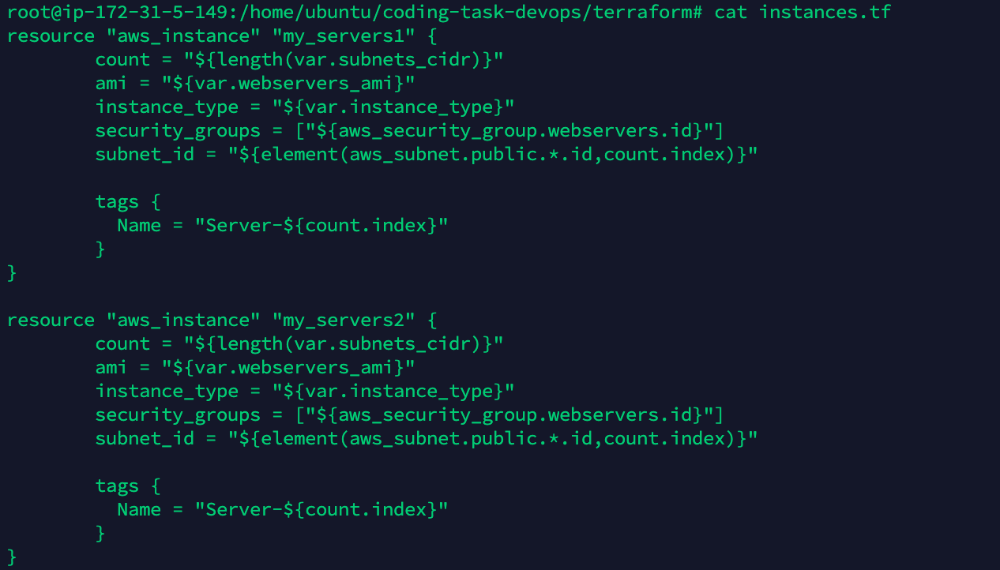 root@ip-172-31-5-149:/home/ubuntu/coding-task-devops/terraform# cat instances.tf
resource "aws_instance" "my_servers1" {
        count = "${length(var.subnets_cidr)}"
        ami = "${var.webservers_ami}"
        instance_type = "${var.instance_type}"
        security_groups = ["${aws_security_group.webservers.id}"]
        subnet_id = "${element(aws_subnet.public.*.id,count.index)}"

        tags {
          Name = "Server-${count.index}"
        }
}

resource "aws_instance" "my_servers2" {
        count = "${length(var.subnets_cidr)}"
        ami = "${var.webservers_ami}"
        instance_type = "${var.instance_type}"
        security_groups = ["${aws_security_group.webservers.id}"]
        subnet_id = "${element(aws_subnet.public.*.id,count.index)}"

        tags {
          Name = "Server-${count.index}"
        }
}